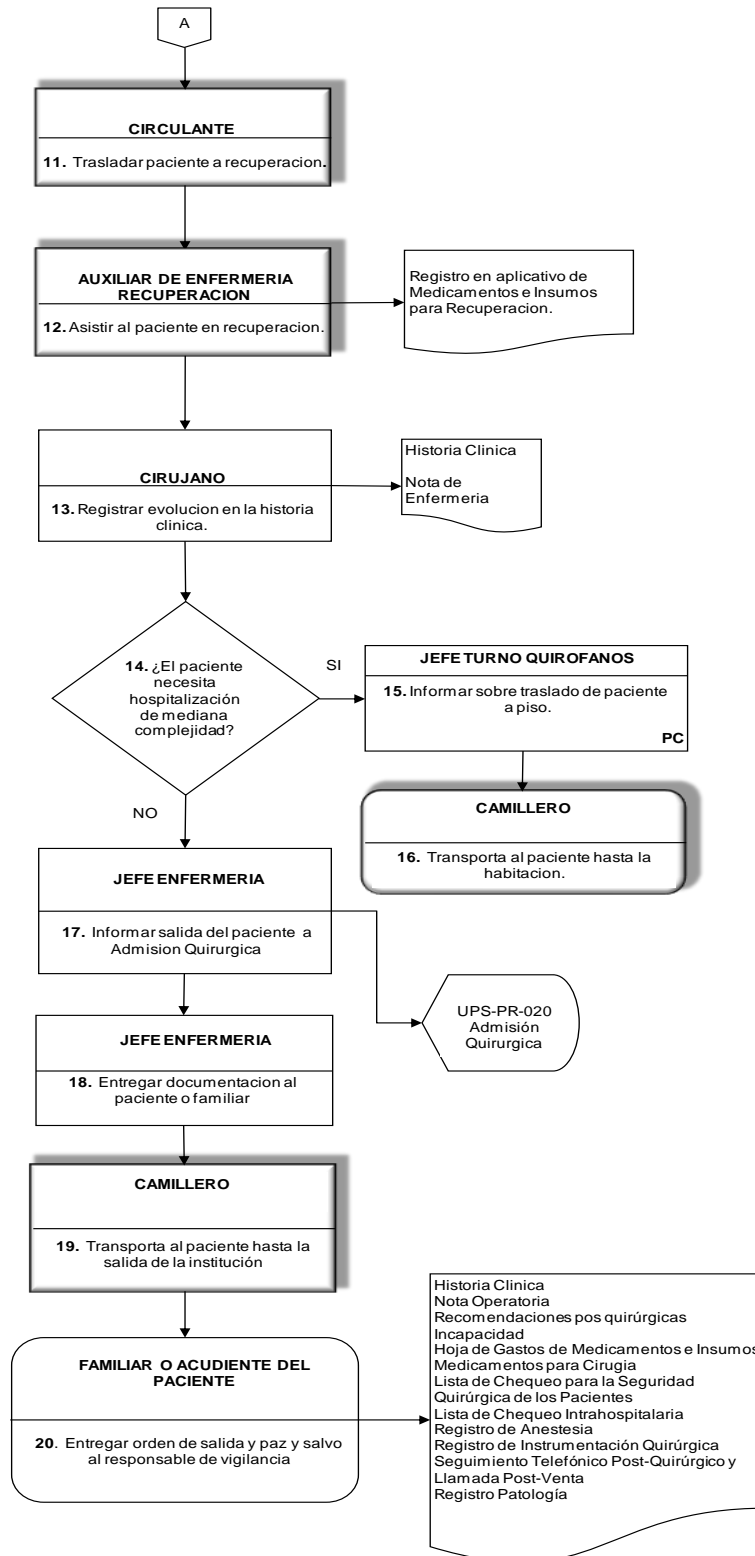 A
CIRCULANTE
11. Trasladar paciente a recuperacion.
AUXILIAR DE ENFERMERIA
RECUPERACION
12. Asistir al paciente en recuperacion.
Registro en aplicativo de
Medicamentos e Insumos
para Recuperacion.
CIRUJANO
13. Registrar evolucion en la historia
clinica.
Historia Clinica
Nota de
Enfermeria
14. ¿El paciente
necesita
hospitalización
de mediana
complejidad?
SI
JEFE TURNO QUIROFANOS
15. Informar sobre traslado de paciente
a piso.
PC
CAMILLERO
16. Transporta al paciente hasta la
habitacion.
NO
JEFE ENFERMERIA
17. Informar salida del paciente a
Admision Quirurgica
UPS-PR-020
Admisión
Quirurgica
JEFE ENFERMERIA
18. Entregar documentacion al
paciente o familiar
CAMILLERO
19. Transporta al paciente hasta la
salida de la institución
FAMILIAR O ACUDIENTE DEL
PACIENTE
20. Entregar orden de salida y paz y salvo
al responsable de vigilancia
Historia Clinica
Nota Operatoria
Recomendaciones pos quirúrgicas
Incapacidad
Hoja de Gastos de Medicamentos e Insumos
Medicamentos para Cirugia
Lista de Chequeo para la Seguridad
Quirúrgica de los Pacientes
Lista de Chequeo Intrahospitalaria
Registro de Anestesia
Registro de Instrumentación Quirúrgica
Seguimiento Telefónico Post-Quirúrgico y
Llamada Post-Venta
Registro Patología